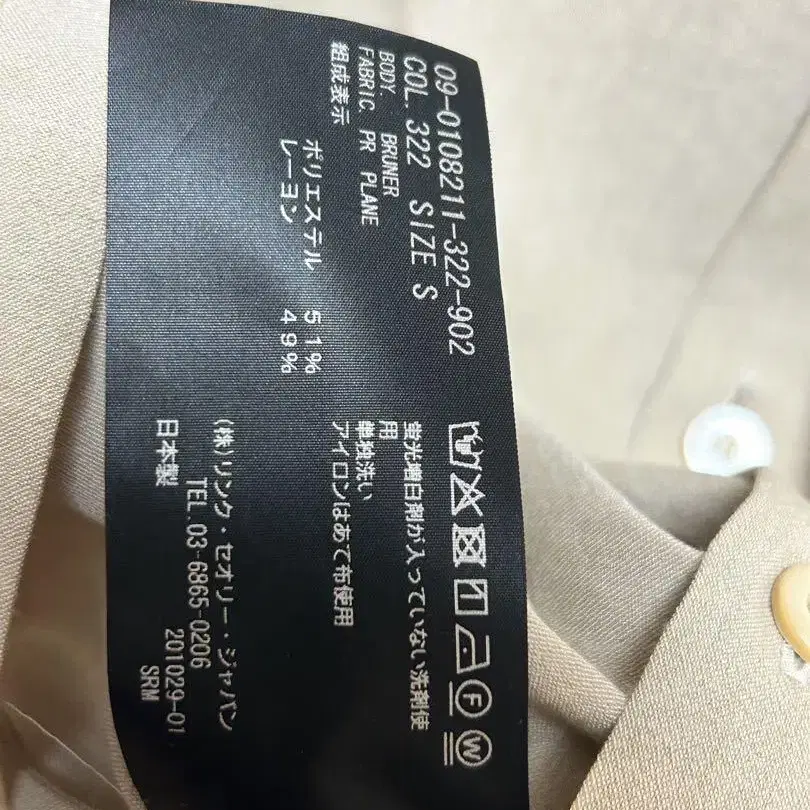 09-0108211-322-902
COL. 322 SIZE S
BODY. BRUNER
FABRIC. PR PLANE
組成表示
ポリエステル 51%
レーヨン 49%
蛍光増白剤が入っていない洗剤使
用
単独洗い
アイロンはあて布使用
(株)リンク・セオリー・ジャパン
TEL.03-6865-0206
日本製 201029-01
SRM
F
W